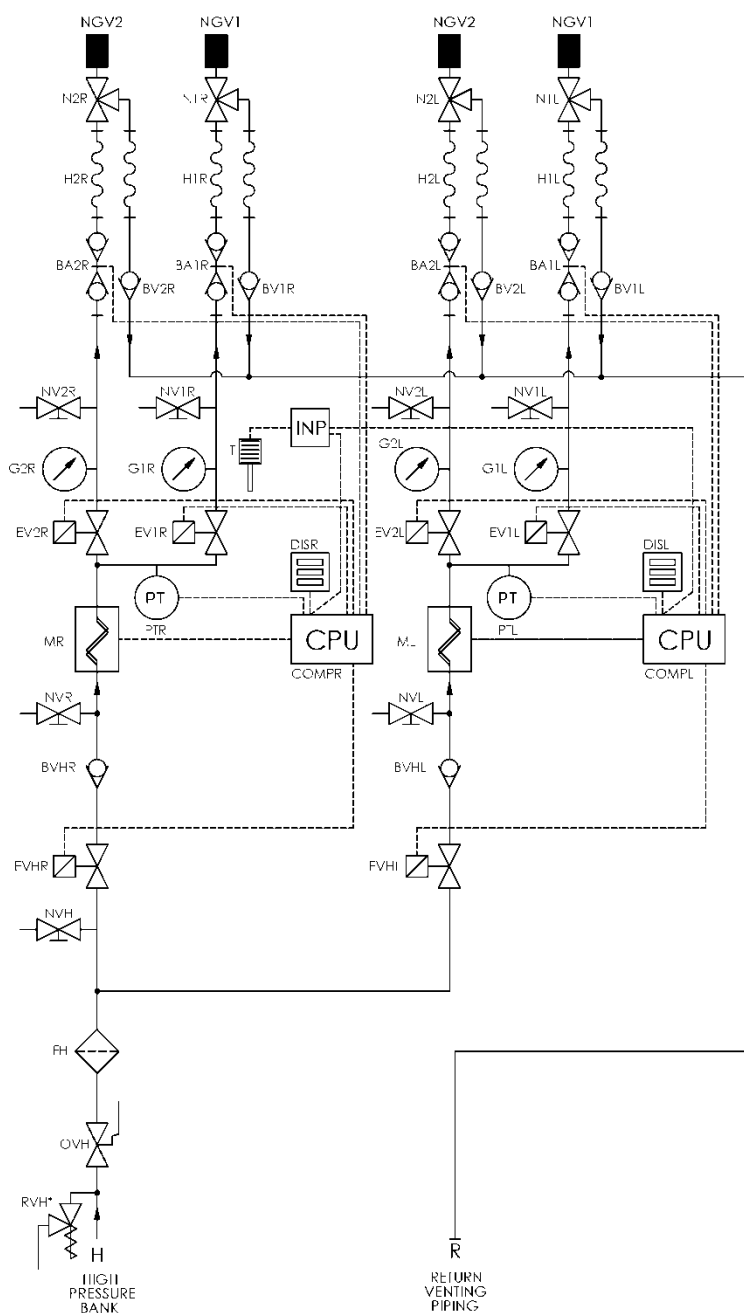 NGV2 NGV1 NGV2 NGV1
N2R N1R N2L N1L
H2R H1R H2L H1L
BA2R BA1R BA2L BA1L
BV2R BV1R BV2L BV1L
NV2R NV1R NV2L NV1L
INP
T
G2R G1R G2L G1L
EV2R EV1R EV2L EV1L
DISR DISL
PT PT
PTR PTL
MR CPU ML CPU
COMPR COMPL
NVR NVL
BVHR BVHL
EVHR EVHL
NVH
FH
OVH
RVH*
H R
HIGH
PRESSURE
BANK
RETURN
VENTING
PIPING